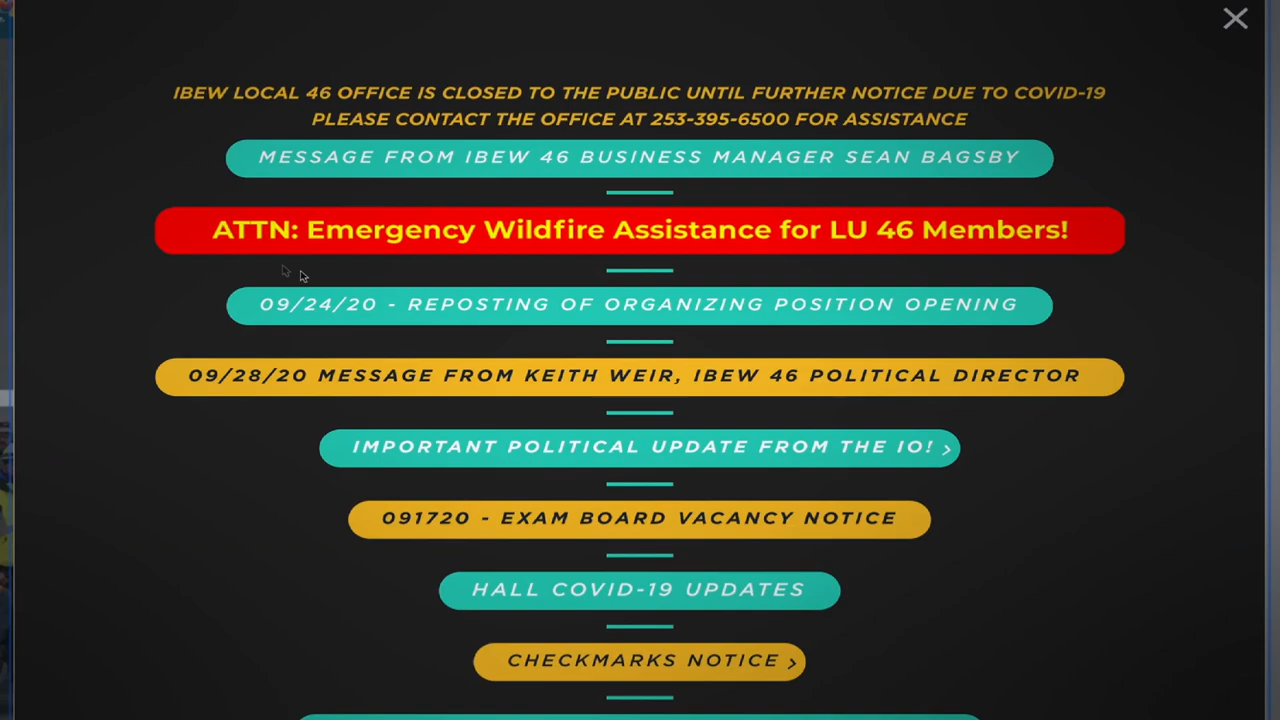 IBEW LOCAL 46 OFFICE IS CLOSED TO THE PUBLIC UNTIL FURTHER NOTICE DUE TO COVID-19
PLEASE CONTACT THE OFFICE AT 253-395-6500 FOR ASSISTANCE
MESSAGE FROM IBEW 46 BUSINESS MANAGER SEAN BAGSBY
ATTN: Emergency Wildfire Assistance for LU 46 Members!
09/24/20 - REPOSTING OF ORGANIZING POSITION OPENING
09/28/20 MESSAGE FROM KEITH WEIR, IBEW 46 POLITICAL DIRECTOR
IMPORTANT POLITICAL UPDATE FROM THE IO! >
091720 - EXAM BOARD VACANCY NOTICE
HALL COVID-19 UPDATES
CHECKMARKS NOTICE >